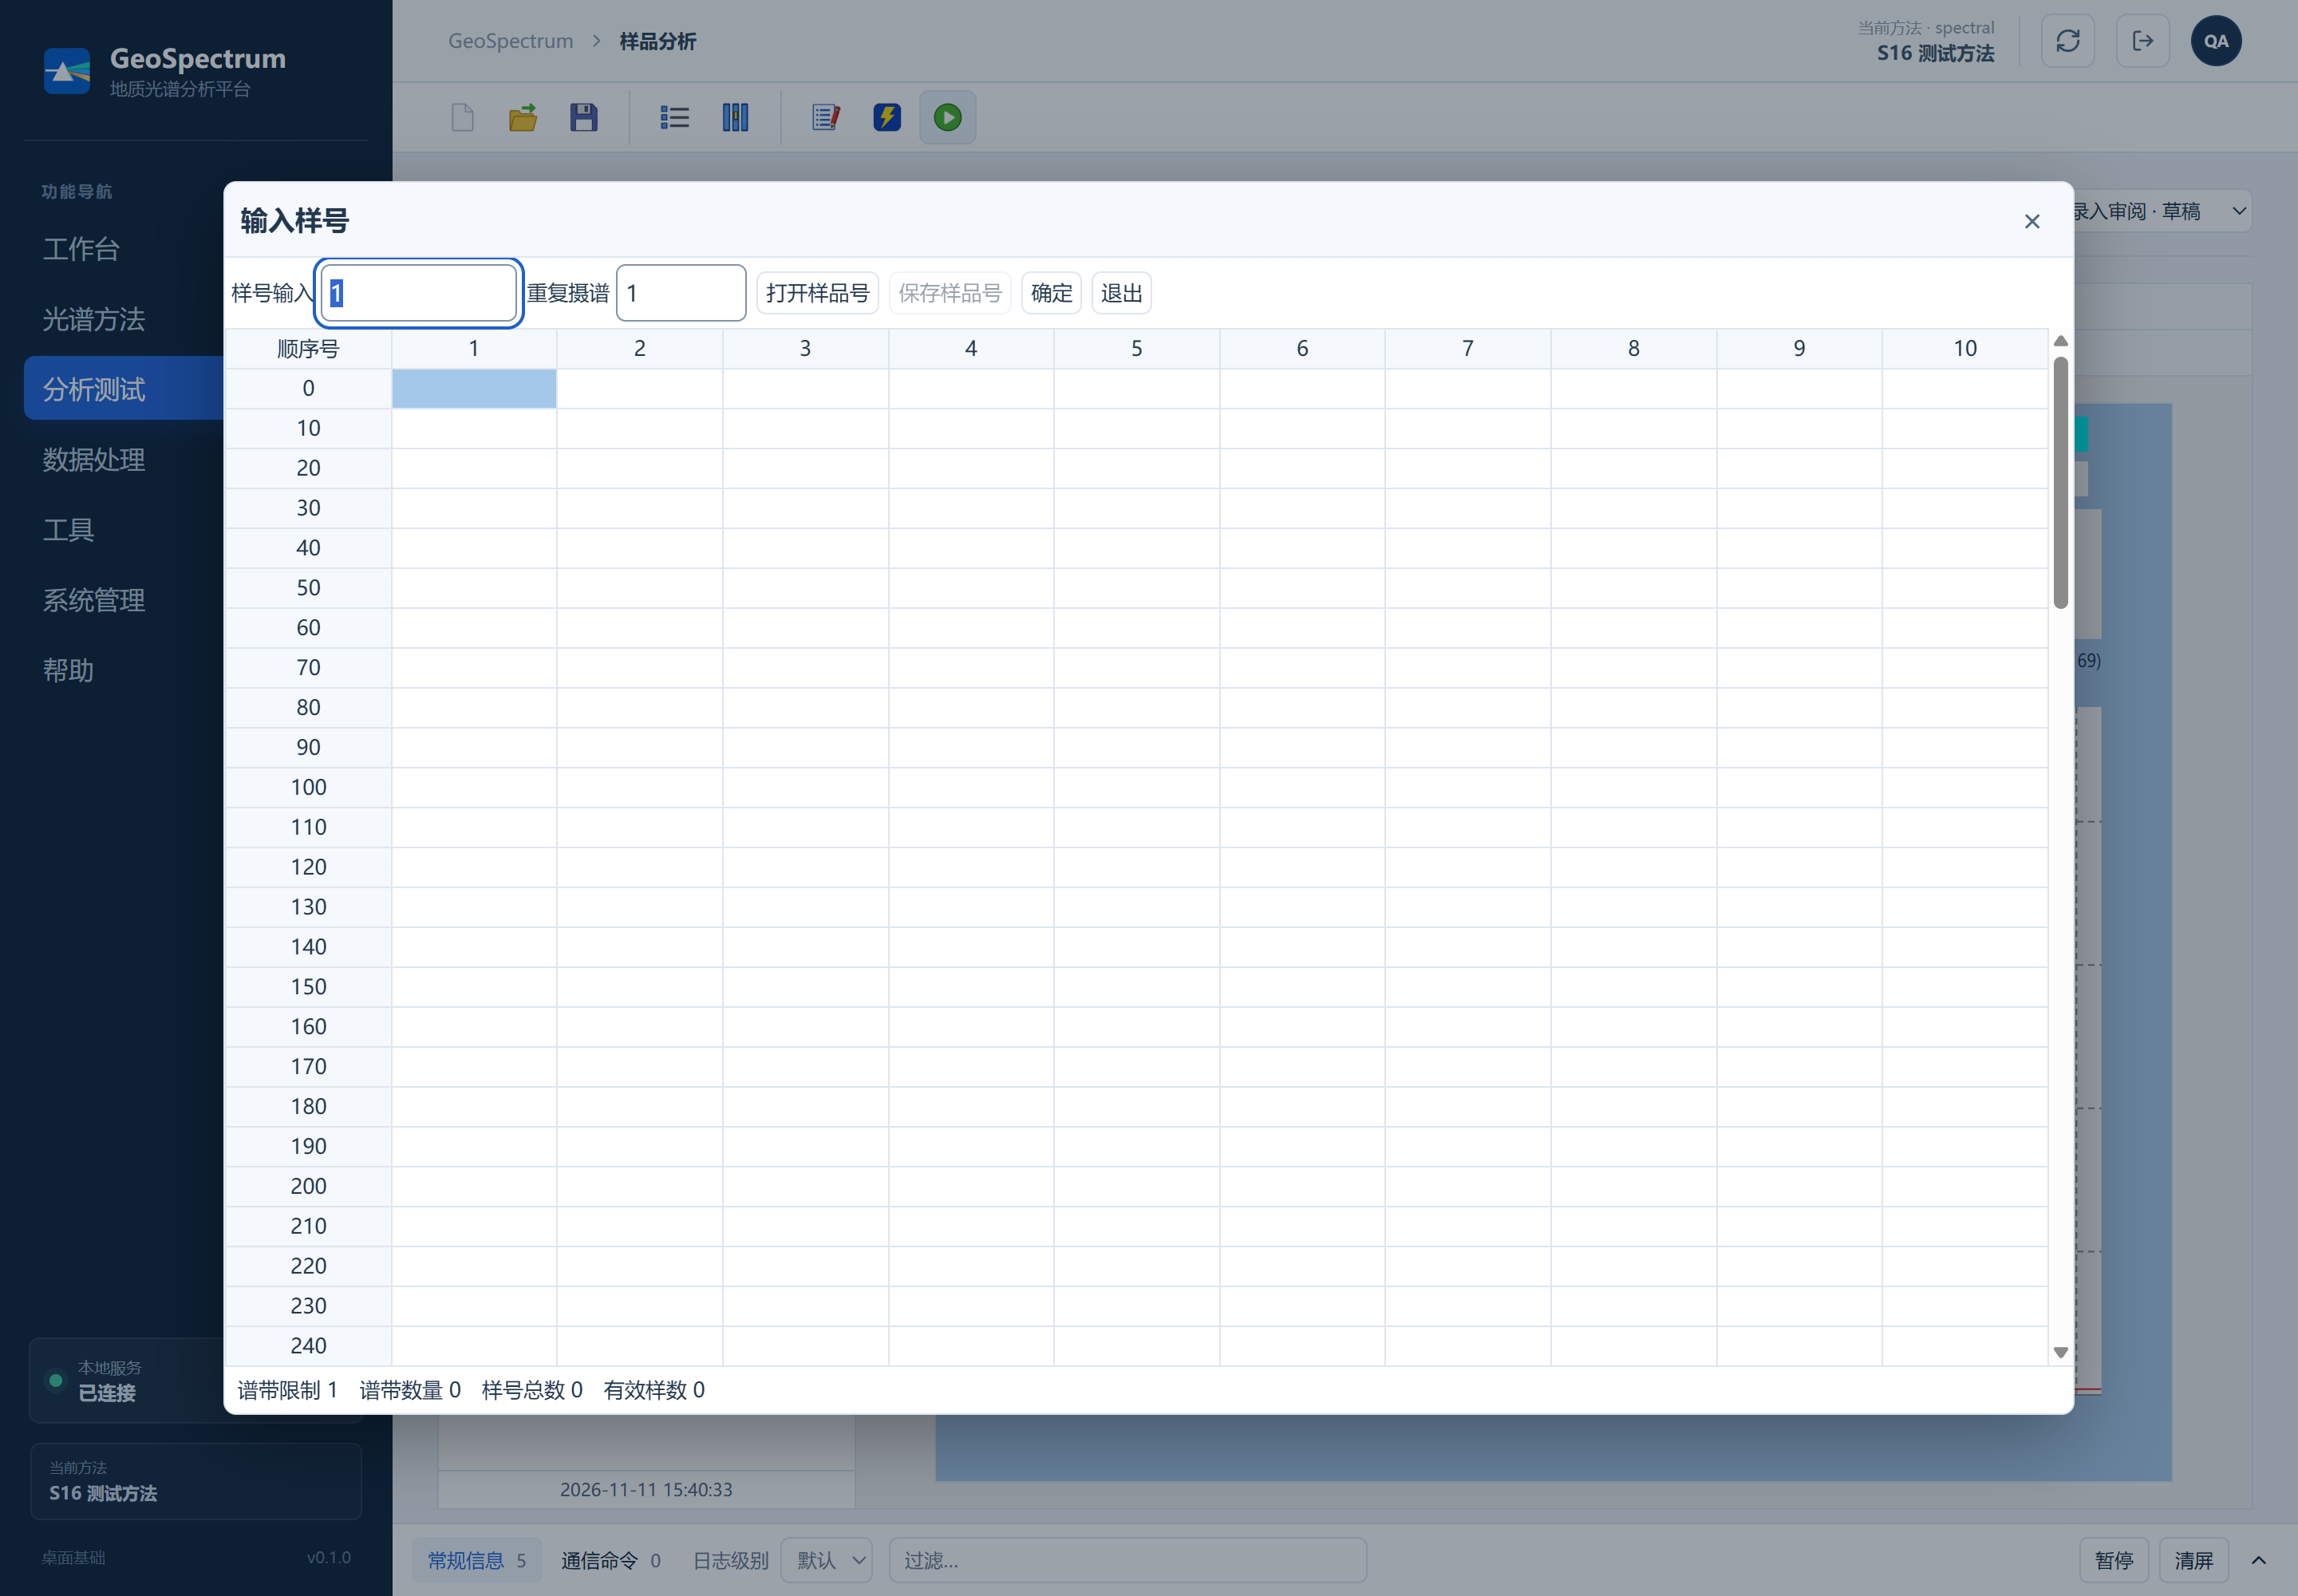 GeoSpectrum
地质光谱分析平台
功能导航
工作台
光谱方法
分析测试
数据处理
工具
系统管理
帮助
本地服务
已连接
当前方法
S16 测试方法
桌面基础 v0.1.0
GeoSpectrum 样品分析
当前方法 · spectral
S16 测试方法
QA
录入审阅 · 草稿
输入样号
样号输入 1 重复摄谱 1 打开样品号 保存样品号 确定 退出
顺序号 1 2 3 4 5 6 7 8 9 10
0
10
20
30
40
50
60
70
80
90
100
110
120
130
140
150
160
170
180
190
200
210
220
230
240
谱带限制 1 谱带数量 0 样号总数 0 有效样数 0
69)
2026-11-11 15:40:33
常规信息 5 通信命令 0 日志级别 默认 过滤... 暂停 清屏